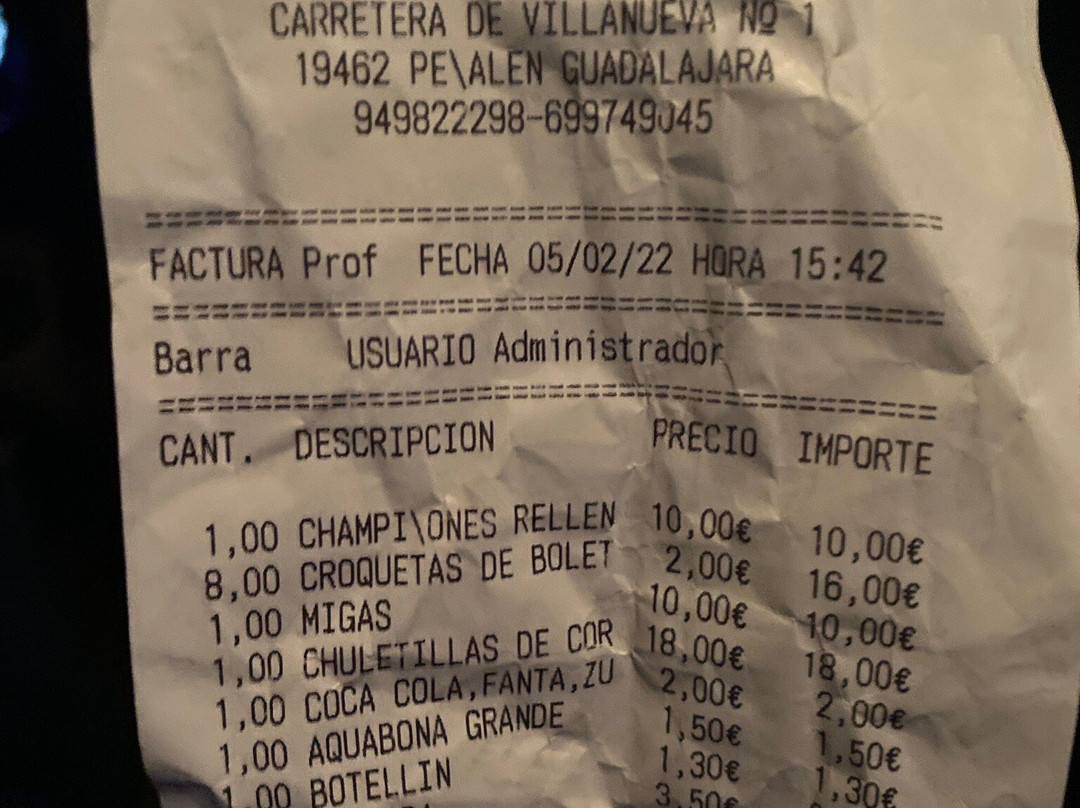 CARRETERA DE VILLANUEVA Nº 1
19462 PE\ALEN GUADALAJARA
949822298-699749045
==========================================
FACTURA Prof FECHA 05/02/22 HORA 15:42
==========================================
Barra USUARIO Administrador
==========================================
CANT. DESCRIPCION PRECIO IMPORTE
1,00 CHAMPI\ONES RELLEN 10,00€ 10,00€
8,00 CROQUETAS DE BOLET 2,00€ 16,00€
1,00 MIGAS 10,00€ 10,00€
1,00 CHULETILLAS DE COR 18,00€ 18,00€
1,00 COCA COLA,FANTA,ZU 2,00€ 2,00€
1,00 AQUABONA GRANDE 1,50€ 1,50€
1,00 BOTELLIN 1,30€ 1,30€
3,50€